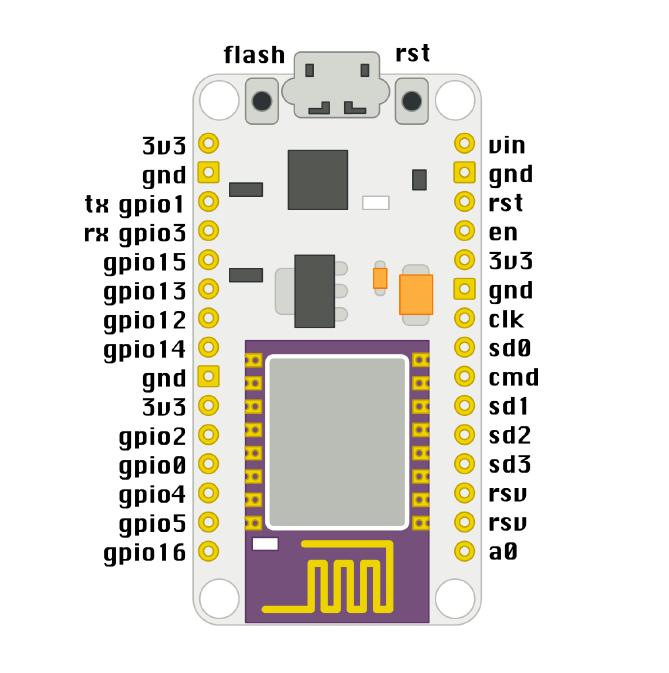 flash rst
3v3 vin
gnd gnd
tx gpio1 rst
rx gpio3 en
gpio15 3v3
gpio13 gnd
gpio12 clk
gpio14 sd0
gnd cmd
3v3 sd1
gpio2 sd2
gpio0 sd3
gpio4 rsv
gpio5 rsv
gpio16 a0